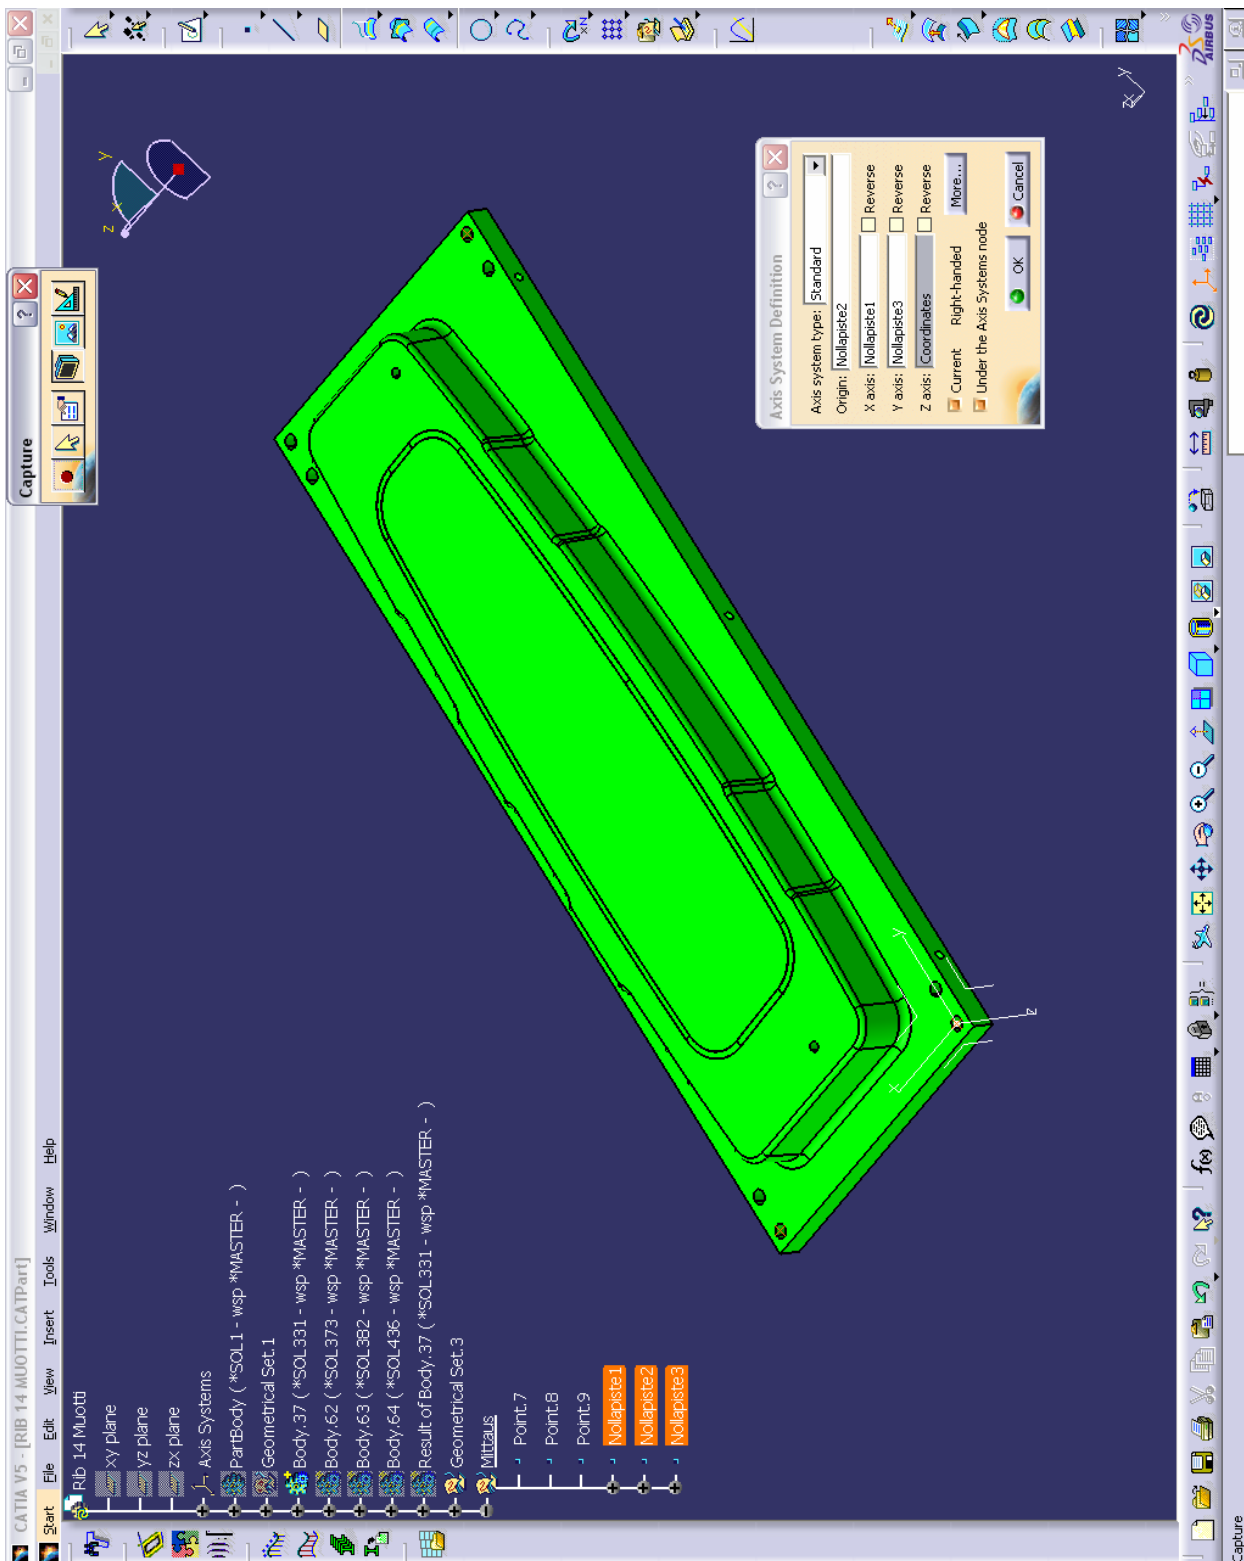 CATIA V5 - [RIB 14 MUOTTI.CATPart]
Start File Edit View Insert Tools Window Help
Capture
Rib 14 Muotti
xy plane
yz plane
zx plane
Axis Systems
PartBody ( *SOL1 - wsp *MASTER - )
Geometrical Set.1
Body.37 ( *SOL331 - wsp *MASTER - )
Body.62 ( *SOL373 - wsp *MASTER - )
Body.63 ( *SOL382 - wsp *MASTER - )
Body.64 ( *SOL436 - wsp *MASTER - )
Result of Body.37 ( *SOL331 - wsp *MASTER - )
Geometrical Set.3
Mittaus
Point.7
Point.8
Point.9
Nollapiste1
Nollapiste2
Nollapiste3
z
x
y
x
y
z
Axis System Definition
Axis system type: Standard
Origin: Nollapiste2
X axis: Nollapiste1 Reverse
Y axis: Nollapiste3 Reverse
Z axis: Coordinates Reverse
Current Right-handed More...
Under the Axis Systems node
OK Cancel
z x y
f(x)
AIRBUS
Capture